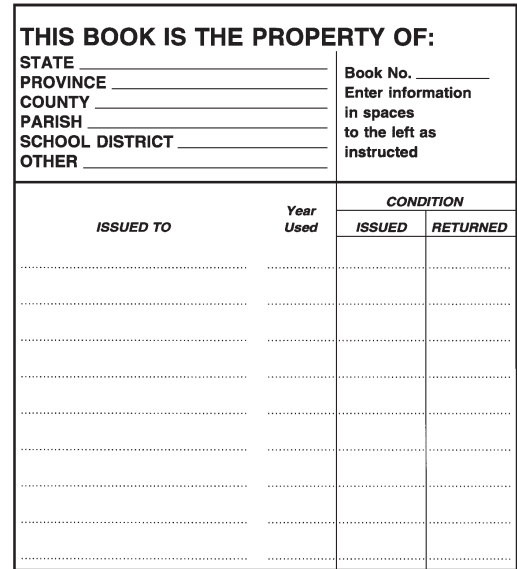 THIS BOOK IS THE PROPERTY OF:
STATE
PROVINCE
COUNTY
PARISH
SCHOOL DISTRICT
OTHER
Book No.
Enter information
in spaces
to the left as
instructed
CONDITION
ISSUED TO Year Used ISSUED RETURNED